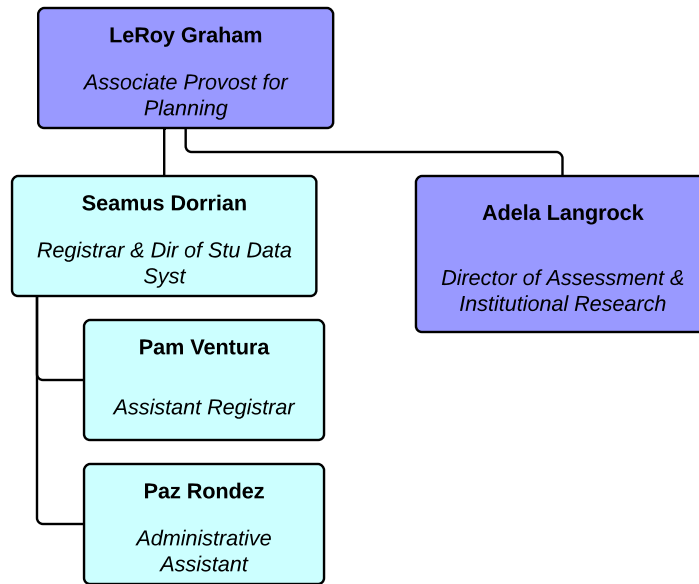 LeRoy Graham
Associate Provost for
Planning
Seamus Dorrian
Registrar & Dir of Stu Data
Syst
Adela Langrock
Director of Assessment &
Institutional Research
Pam Ventura
Assistant Registrar
Paz Rondez
Administrative
Assistant